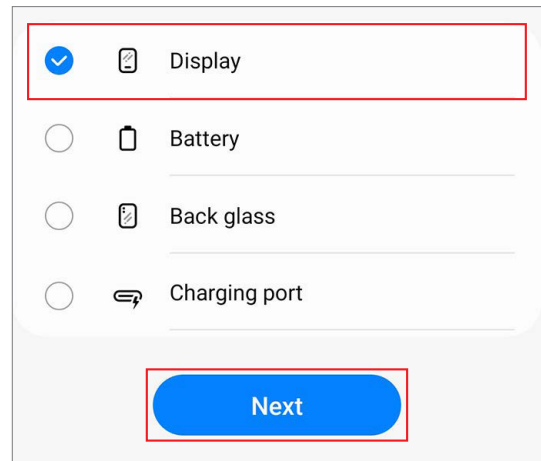 Display
Battery
Back glass
Charging port
Next